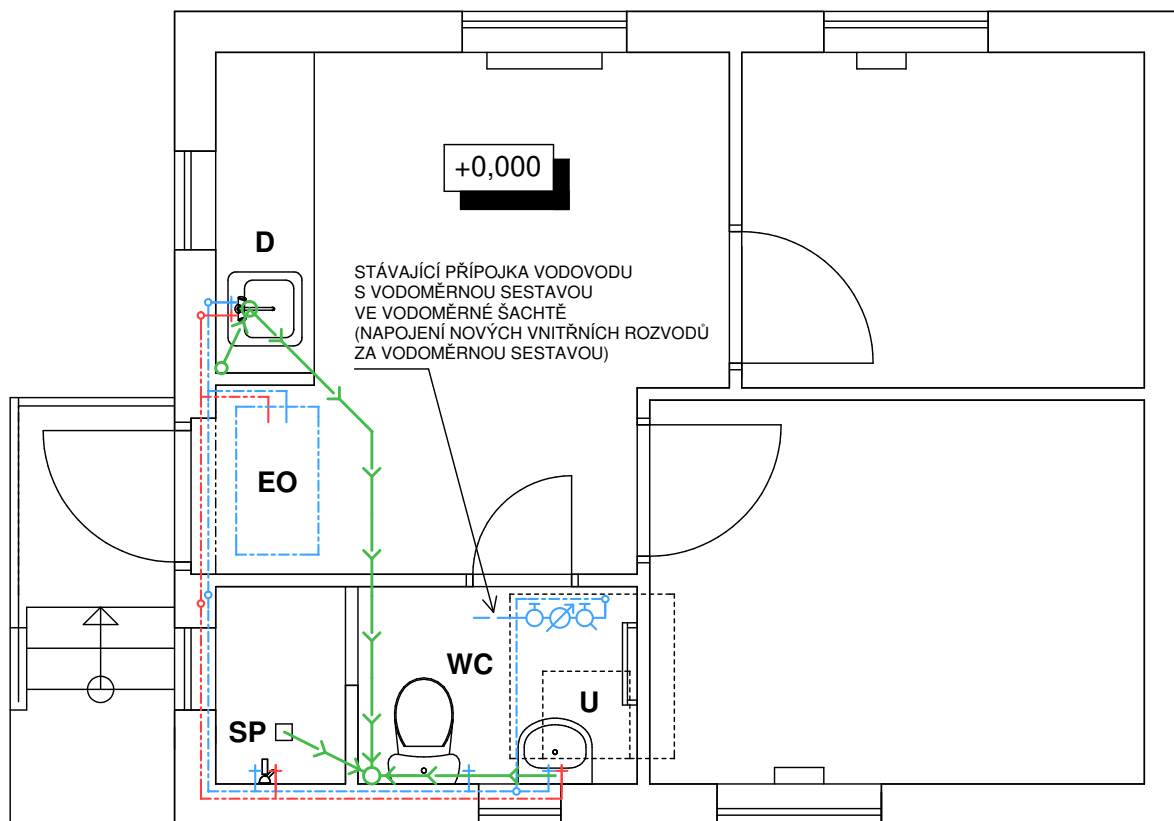 +0,000
D
STÁVAJÍCÍ PŘÍPOJKA VODOVODU
S VODOMĚRNOU SESTAVOU
VE VODOMĚRNÉ ŠACHTĚ
(NAPOJENÍ NOVÝCH VNITŘNÍCH ROZVODŮ
ZA VODOMĚRNOU SESTAVOU)
EO
WC
U
SP